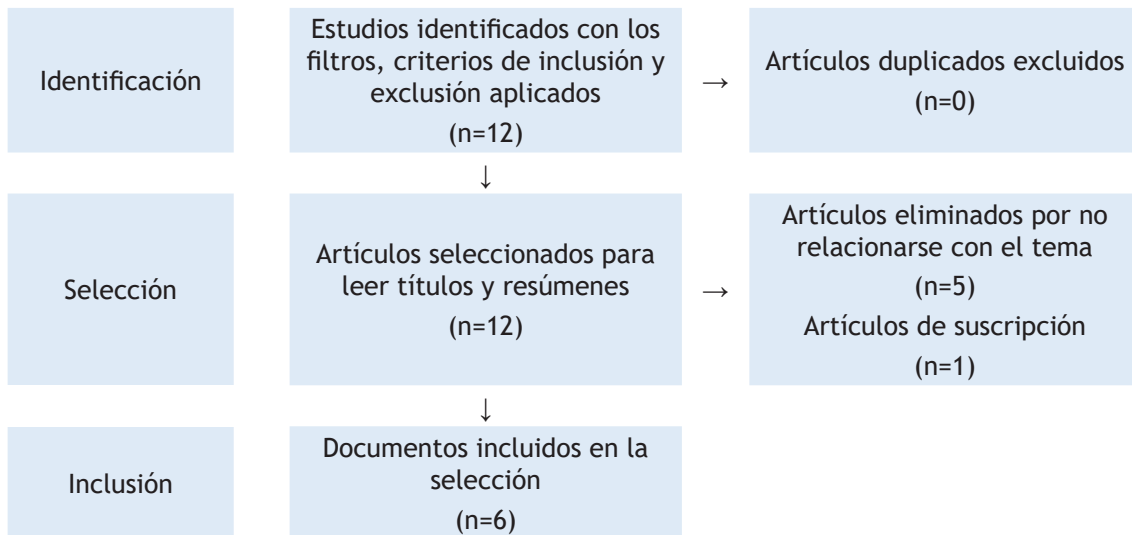 Identificación
Estudios identificados con los
filtros, criterios de inclusión y
exclusión aplicados
(n=12)
→
Artículos duplicados excluidos
(n=0)
↓
Selección
Artículos seleccionados para
leer títulos y resúmenes
(n=12)
→
Artículos eliminados por no
relacionarse con el tema
(n=5)
Artículos de suscripción
(n=1)
↓
Inclusión
Documentos incluidos en la
selección
(n=6)